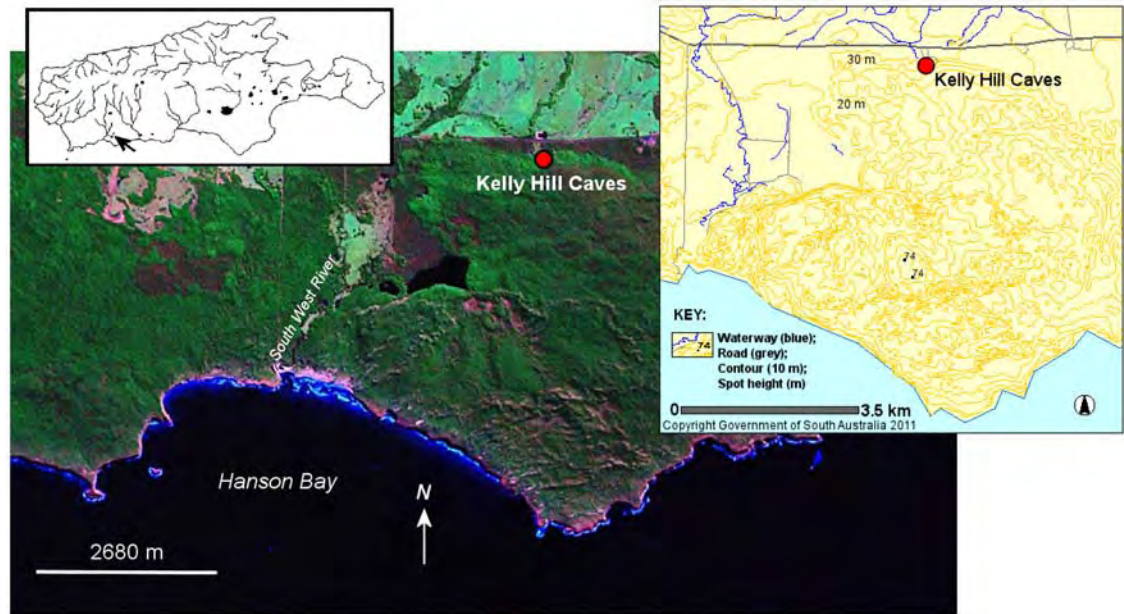 Kelly Hill Caves
South West River
Hanson Bay
N
2680 m
30 m
Kelly Hill Caves
20 m
74
74
KEY:
74
Waterway (blue);
Road (grey);
Contour (10 m)
Spot height (m)
0 3.5 km
Copyright Government of South Australia 2011